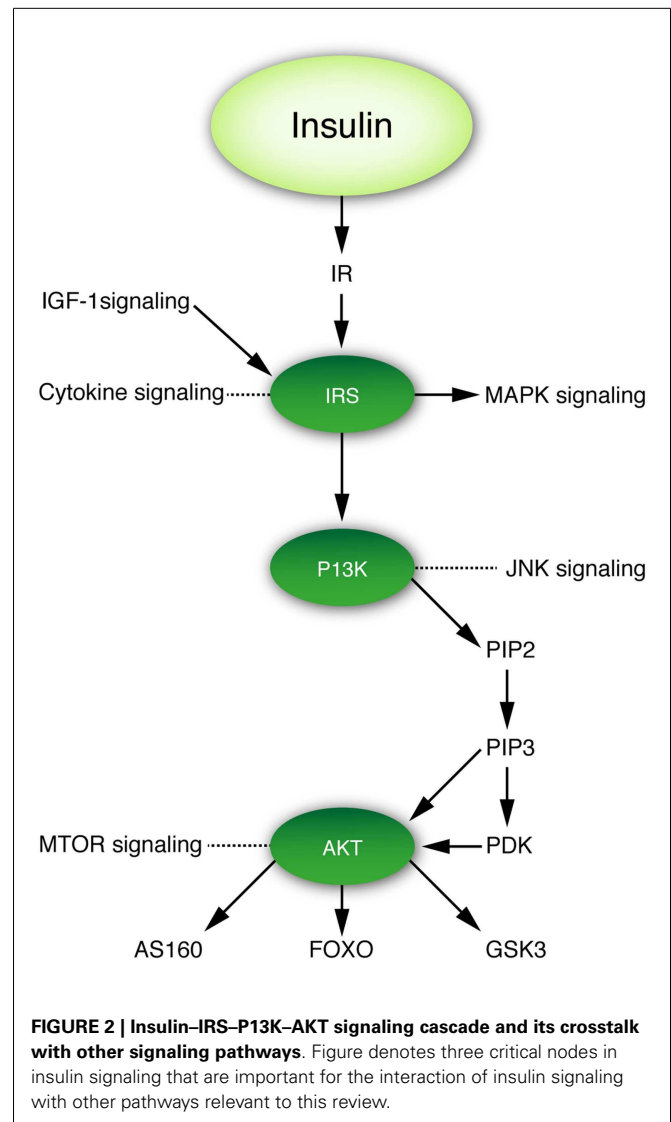 Insulin
IR
IGF-1signaling
Cytokine signaling
IRS
MAPK signaling
P13K
JNK signaling
PIP2
PIP3
MTOR signaling
AKT
PDK
AS160
FOXO
GSK3
FIGURE 2 | Insulin–IRS–P13K–AKT signaling cascade and its crosstalk
with other signaling pathways. Figure denotes three critical nodes in
insulin signaling that are important for the interaction of insulin signaling
with other pathways relevant to this review.